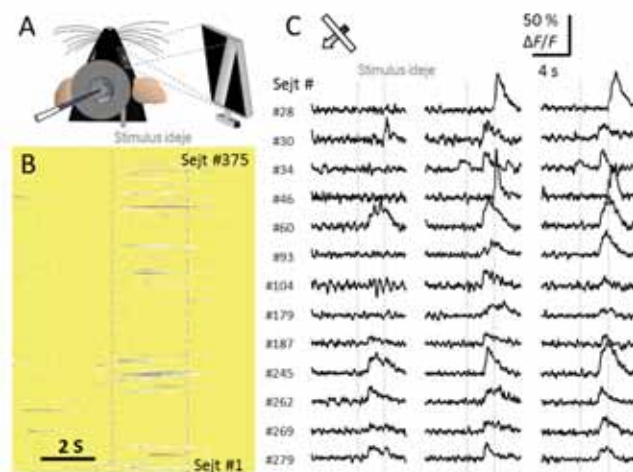 A
Stimulus ideje
B
Sejt #375
2 S
Sejt #1
C
50 %
ΔF/F
4 s
Stimulus ideje
Sejt #
#28
#30
#34
#46
#60
#93
#104
#179
#187
#245
#262
#269
#279